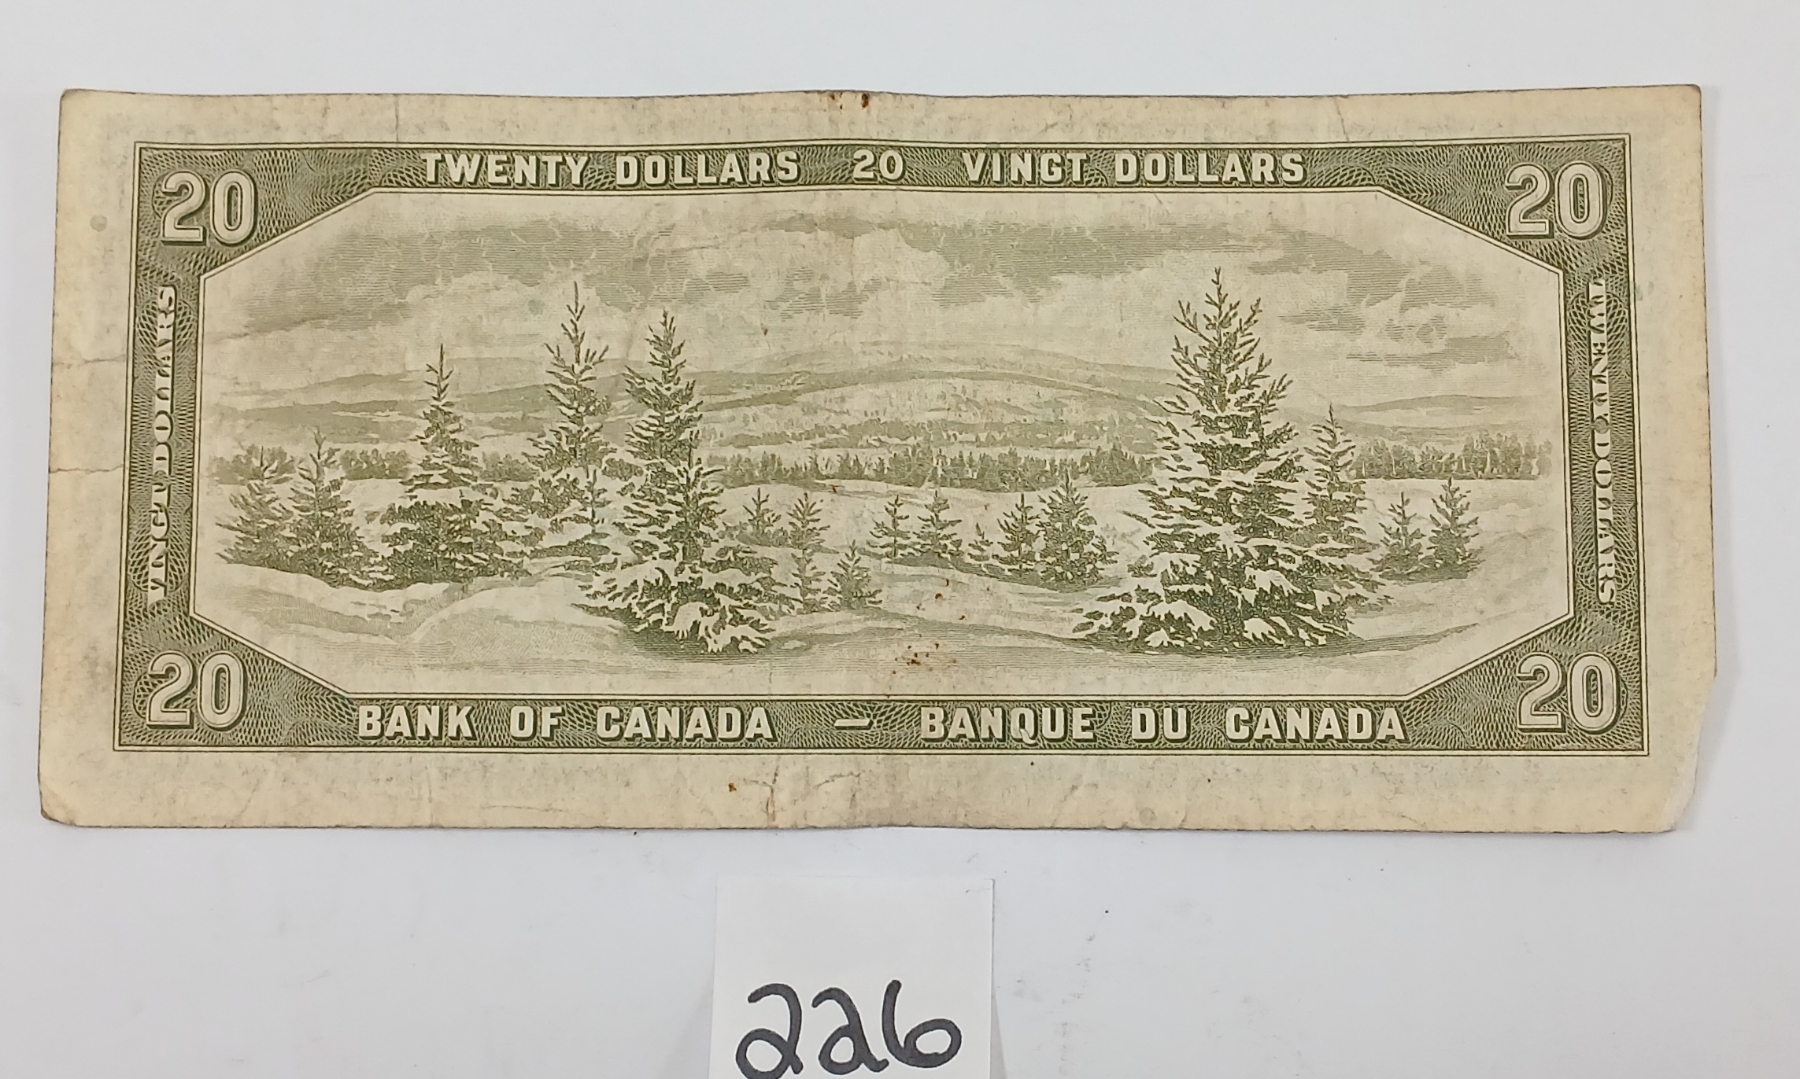 TWENTY DOLLARS 20 VINGT DOLLARS
20
20
VINGT DOLLARS
TWENTY DOLLARS
20
20
BANK OF CANADA — BANQUE DU CANADA
226